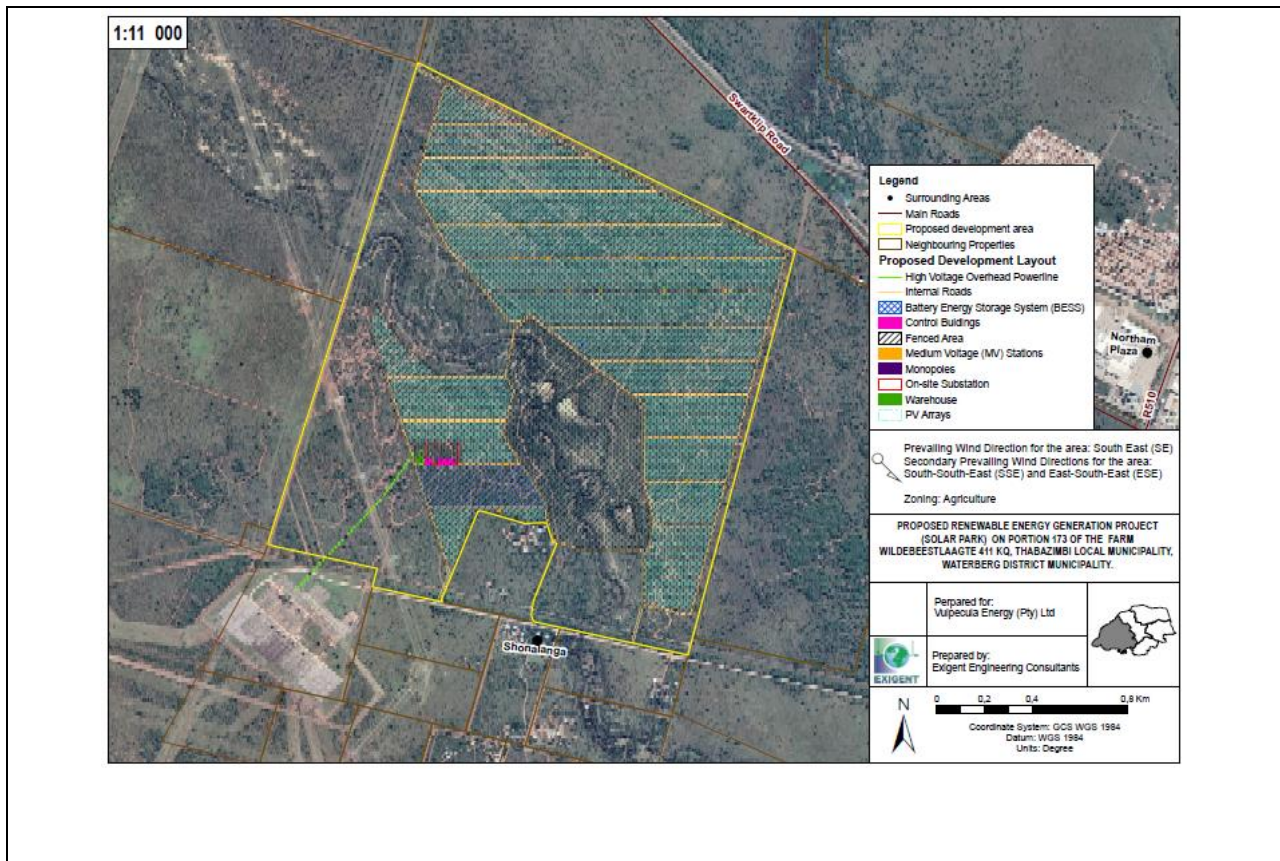 1:11 000
Swartklip Road
Northam
Plaza
R510
Shonalanga
Legend
Surrounding Areas
Main Roads
Proposed development area
Neighbouring Properties
Proposed Development Layout
High Voltage Overhead Powerline
Internal Roads
Battery Energy Storage System (BESS)
Control Buildings
Fenced Area
Medium Voltage (MV) Stations
Monopoles
On-site Substation
Warehouse
PV Arrays
Prevailing Wind Direction for the area: South East (SE)
Secondary Prevailing Wind Directions for the area:
South-South-East (SSE) and East-South-East (ESE)
Zoning: Agriculture
PROPOSED RENEWABLE ENERGY GENERATION PROJECT
(SOLAR PARK) ON PORTION 173 OF THE FARM
WILDEBEESTLAAGTE 411 KQ, THABAZIMBI LOCAL MUNICIPALITY,
WATERBERG DISTRICT MUNICIPALITY.
Perpared for:
Vulpecula Energy (Pty) Ltd
EXIGENT
Prepared by:
Exigent Engineering Consultants
N
0 0,2 0,4 0,8 Km
Coordinate System: GCS WGS 1984
Datum: WGS 1984
Units: Degree